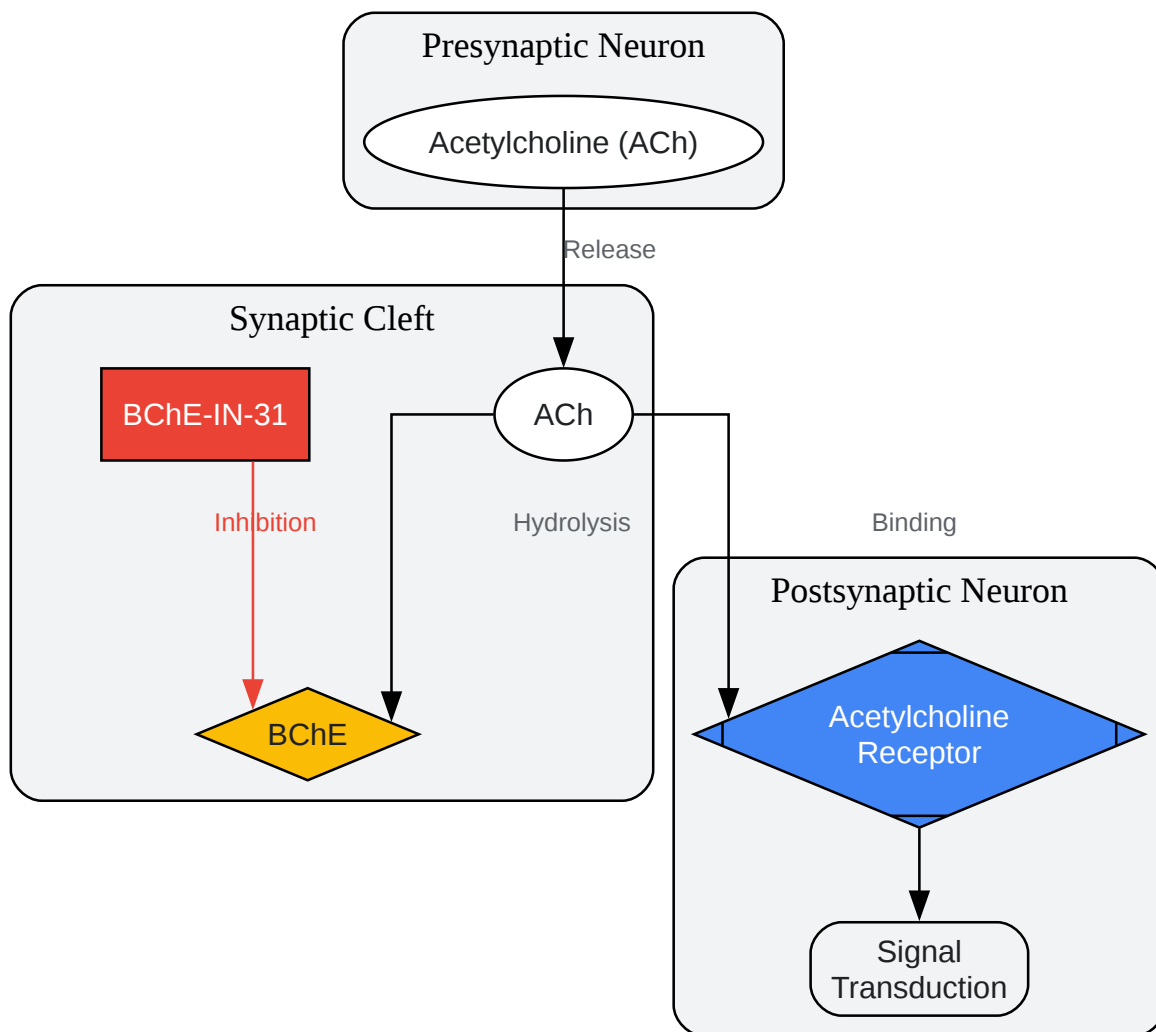 Presynaptic Neuron
Acetylcholine (ACh)
Release
Synaptic Cleft
BChE-IN-31
ACh
Inhibition
Hydrolysis
Binding
Postsynaptic Neuron
BChE
Acetylcholine
Receptor
Signal
Transduction